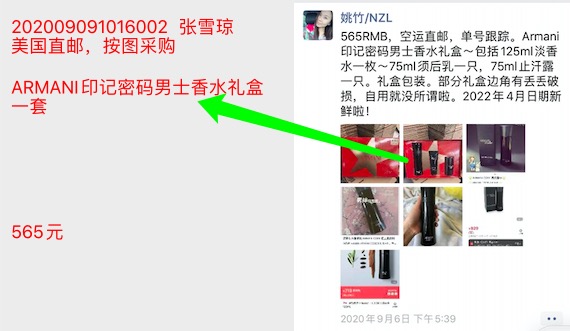 202009091016002 张雪琼
美国直邮，按图采购
ARMANI印记密码男士香水礼盒
一套
565元
姚竹/NZL
565RMB，空运直邮，单号跟踪。Armani
印记密码男士香水礼盒～包括125ml淡香
水一枚～75ml须后乳一只，75ml止汗露
一只。礼盒包装。部分礼盒边角有丢丢破
损，自用就没所谓啦。2022年4月日期新
鲜啦！
2020年9月6日 下午5:39